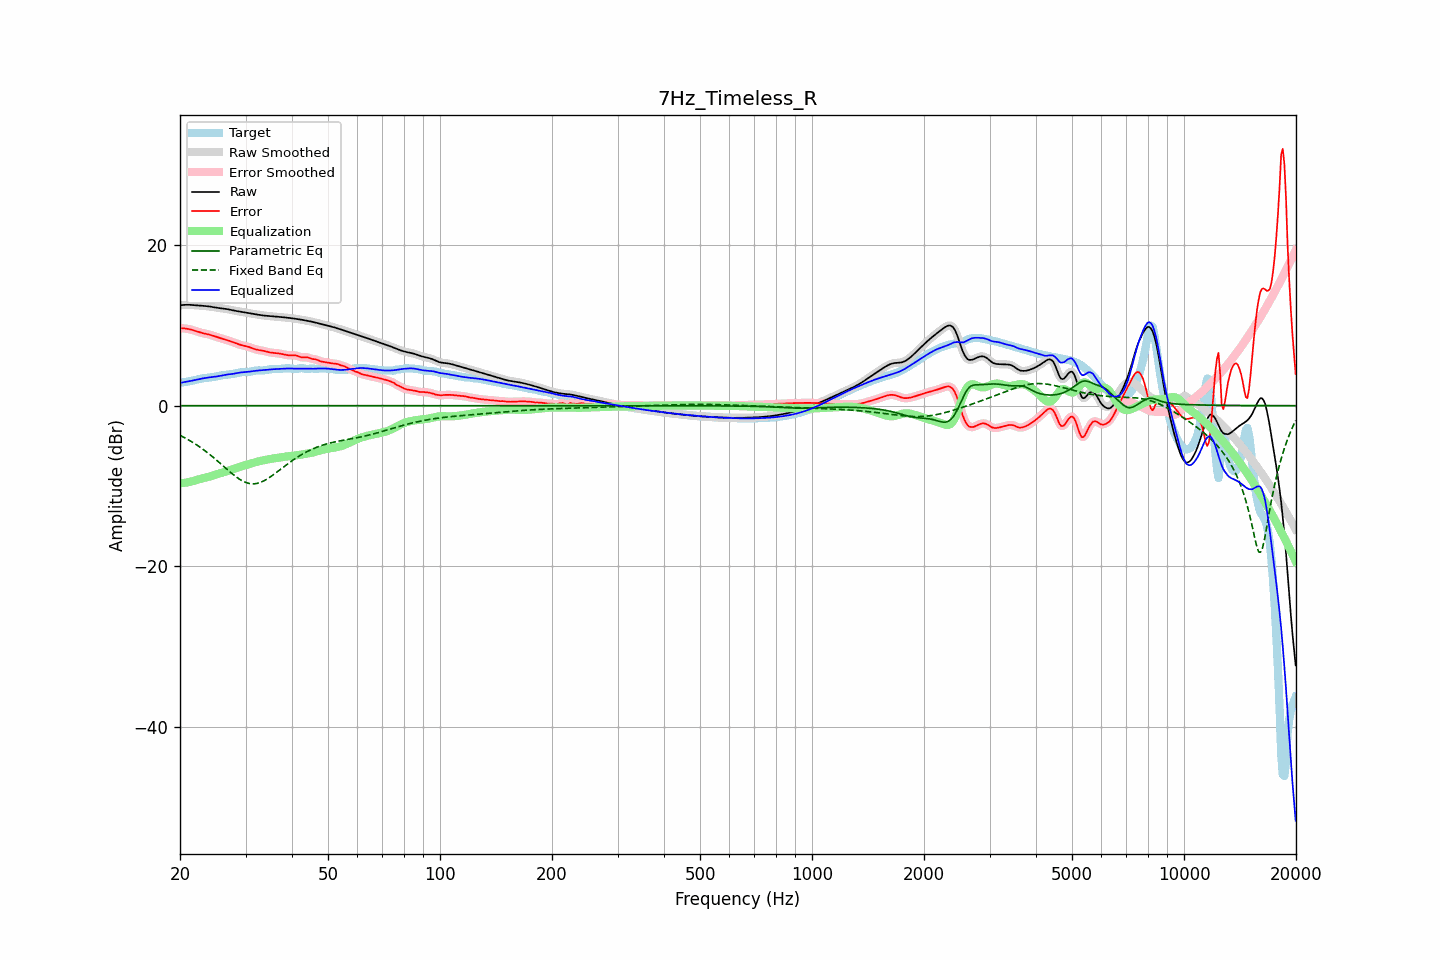 7Hz_Timeless_R
Target
Raw Smoothed
Error Smoothed
Raw
Error
Equalization
Parametric Eq
Fixed Band Eq
Equalized
Amplitude (dBr)
20
0
−20
−40
20 50 100 200 500 1000 2000 5000 10000 20000
Frequency (Hz)